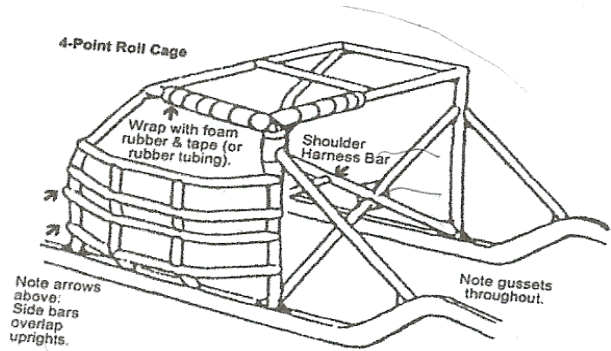 4-Point Roll Cage
Wrap with foam
rubber & tape (or
rubber tubing).
Shoulder
Harness Bar
Note gussets
throughout.
Note arrows
above:
Side bars
overlap
uprights.